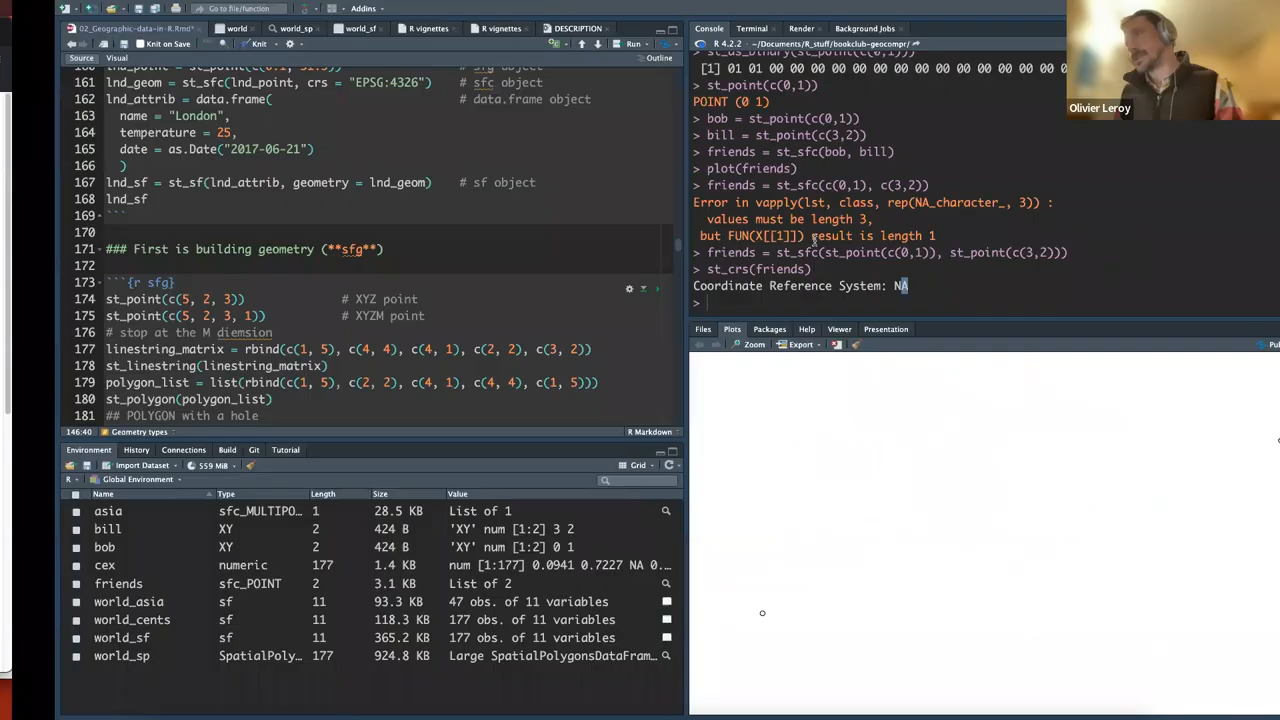 Go to file/function
Addins
02_Geographic-data-in-R.Rmd*
world
world_sp
world_sf
R vignettes
R vignettes
DESCRIPTION
Knit on Save
Knit
Run
Source
Visual
Outline
161 lnd_geom = st_sfc(lnd_point, crs = "EPSG:4326") # sfc object
162 lnd_attrib = data.frame( # data.frame object
163 name = "London",
164 temperature = 25,
165 date = as.Date("2017-06-21")
166 )
167 lnd_sf = st_sf(lnd_attrib, geometry = lnd_geom) # sf object
168 lnd_sf
169 ```
170
171 ### First is building geometry (**sfg**)
172
173 ```{r sfg}
174 st_point(c(5, 2, 3)) # XYZ point
175 st_point(c(5, 2, 3, 1)) # XYZM point
176 # stop at the M diemsion
177 linestring_matrix = rbind(c(1, 5), c(4, 4), c(4, 1), c(2, 2), c(3, 2))
178 st_linestring(linestring_matrix)
179 polygon_list = list(rbind(c(1, 5), c(2, 2), c(4, 1), c(4, 4), c(1, 5)))
180 st_polygon(polygon_list)
181 ## POLYGON with a hole
146:40 Geometry types
R Markdown
Environment History Connections Build Git Tutorial
Import Dataset 559 MiB Grid
R Global Environment
Name Type Length Size Value
asia sfc_MULTIPO... 1 28.5 KB List of 1
bill XY 2 424 B 'XY' num [1:2] 3 2
bob XY 2 424 B 'XY' num [1:2] 0 1
cex numeric 177 1.4 KB num [1:177] 0.0941 0.7227 NA 0....
friends sfc_POINT 2 3.1 KB List of 2
world_asia sf 11 93.3 KB 47 obs. of 11 variables
world_cents sf 11 118.3 KB 177 obs. of 11 variables
world_sf sf 11 365.2 KB 177 obs. of 11 variables
world_sp SpatialPoly... 177 924.8 KB Large SpatialPolygonsDataFram...
Console Terminal Render Background Jobs
R 4.2.2 · ~/Documents/R_stuff/bookclub-geocomp/
[1] 01 01 00 00 00 00 00 00 00 00 00 00 00 00 00 00
> st_point(c(0,1))
POINT (0 1)
> bob = st_point(c(0,1))
> bill = st_point(c(3,2))
> friends = st_sfc(bob, bill)
> plot(friends)
> friends = st_sfc(c(0,1), c(3,2))
Error in vapply(lst, class, rep(NA_character_, 3)) :
values must be length 3,
but FUN(X[[1]]) result is length 1
> friends = st_sfc(st_point(c(0,1)), st_point(c(3,2)))
> st_crs(friends)
Coordinate Reference System: NA
>
Files Plots Packages Help Viewer Presentation
Zoom Export
Olivier Leroy